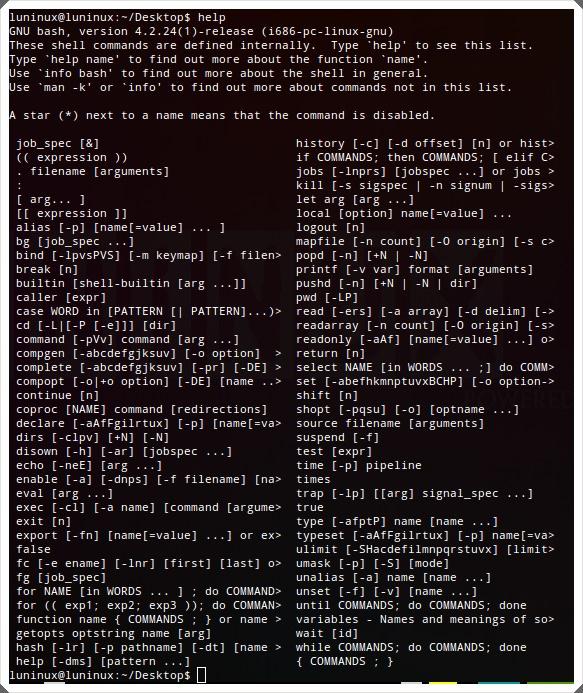 luninux@luninux:~/Desktop$ help
GNU bash, version 4.2.24(1)-release (i686-pc-linux-gnu)
These shell commands are defined internally.  Type `help' to see this list.
Type `help name' to find out more about the function `name'.
Use `info bash' to find out more about the shell in general.
Use `man -k' or `info' to find out more about commands not in this list.
A star (*) next to a name means that the command is disabled.
job_spec [&]    history [-c] [-d offset] [n] or hist>
(( expression ))    if COMMANDS; then COMMANDS; [ elif C>
. filename [arguments]    jobs [-lnprs] [jobspec ...] or jobs >
:    kill [-s sigspec | -n signum | -sigs>
[ arg... ]    let arg [arg ...]
[[ expression ]]    local [option] name[=value] ...
alias [-p] [name[=value] ... ]    logout [n]
bg [job_spec ...]    mapfile [-n count] [-O origin] [-s c>
bind [-lpvsPVS] [-m keymap] [-f filen>    popd [-n] [+N | -N]
break [n]    printf [-v var] format [arguments]
builtin [shell-builtin [arg ...]]    pushd [-n] [+N | -N | dir]
caller [expr]    pwd [-LP]
case WORD in [PATTERN [| PATTERN]...)>    read [-ers] [-a array] [-d delim] [->
cd [-L|[-P [-e]]] [dir]    readarray [-n count] [-O origin] [-s>
command [-pVv] command [arg ...]    readonly [-aAf] [name[=value] ...] o>
compgen [-abcdefgjksuv] [-o option]  >    return [n]
complete [-abcdefgjksuv] [-pr] [-DE] >    select NAME [in WORDS ... ;] do COMM>
compopt [-o|+o option] [-DE] [name ..>    set [-abefhkmnptuvxBCHP] [-o option->
continue [n]    shift [n]
coproc [NAME] command [redirections]    shopt [-pqsu] [-o] [optname ...]
declare [-aAfFgilrtux] [-p] [name[=va>    source filename [arguments]
dirs [-clpv] [+N] [-N]    suspend [-f]
disown [-h] [-ar] [jobspec ...]    test [expr]
echo [-neE] [arg ...]    time [-p] pipeline
enable [-a] [-dnps] [-f filename] [na>    times
eval [arg ...]    trap [-lp] [[arg] signal_spec ...]
exec [-cl] [-a name] [command [argume>    true
exit [n]    type [-afptP] name [name ...]
export [-fn] [name[=value] ...] or ex>    typeset [-aAfFgilrtux] [-p] name[=va>
false    ulimit [-SHacdefilmnpqrstuvx] [limit>
fc [-e ename] [-lnr] [first] [last] o>    umask [-p] [-S] [mode]
fg [job_spec]    unalias [-a] name [name ...]
for NAME [in WORDS ... ] ; do COMMAND>    unset [-f] [-v] [name ...]
for (( exp1; exp2; exp3 )); do COMMAN>    until COMMANDS; do COMMANDS; done
function name { COMMANDS ; } or name >    variables - Names and meanings of so>
getopts optstring name [arg]    wait [id]
hash [-lr] [-p pathname] [-dt] [name >    while COMMANDS; do COMMANDS; done
help [-dms] [pattern ...]    { COMMANDS ; }
luninux@luninux:~/Desktop$